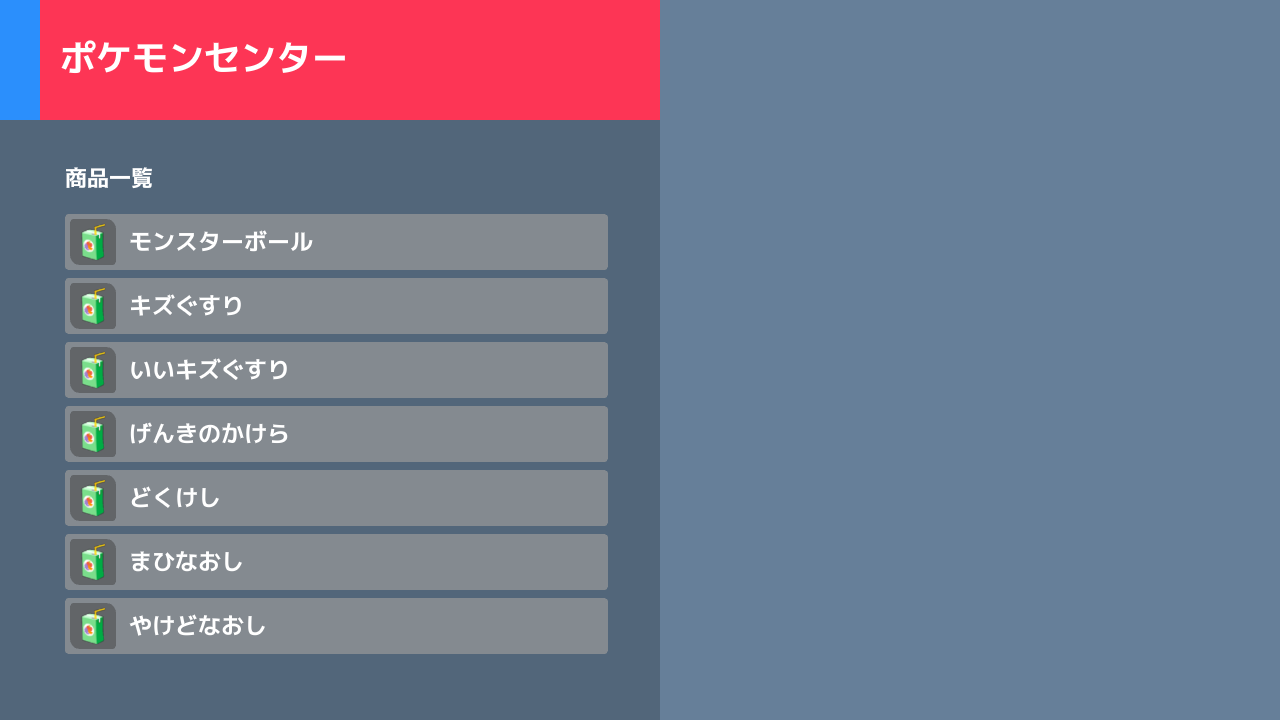 ポケモンセンター
商品一覧
モンスターボール
キズぐすり
いいキズぐすり
げんきのかけら
どくけし
まひなおし
やけどなおし